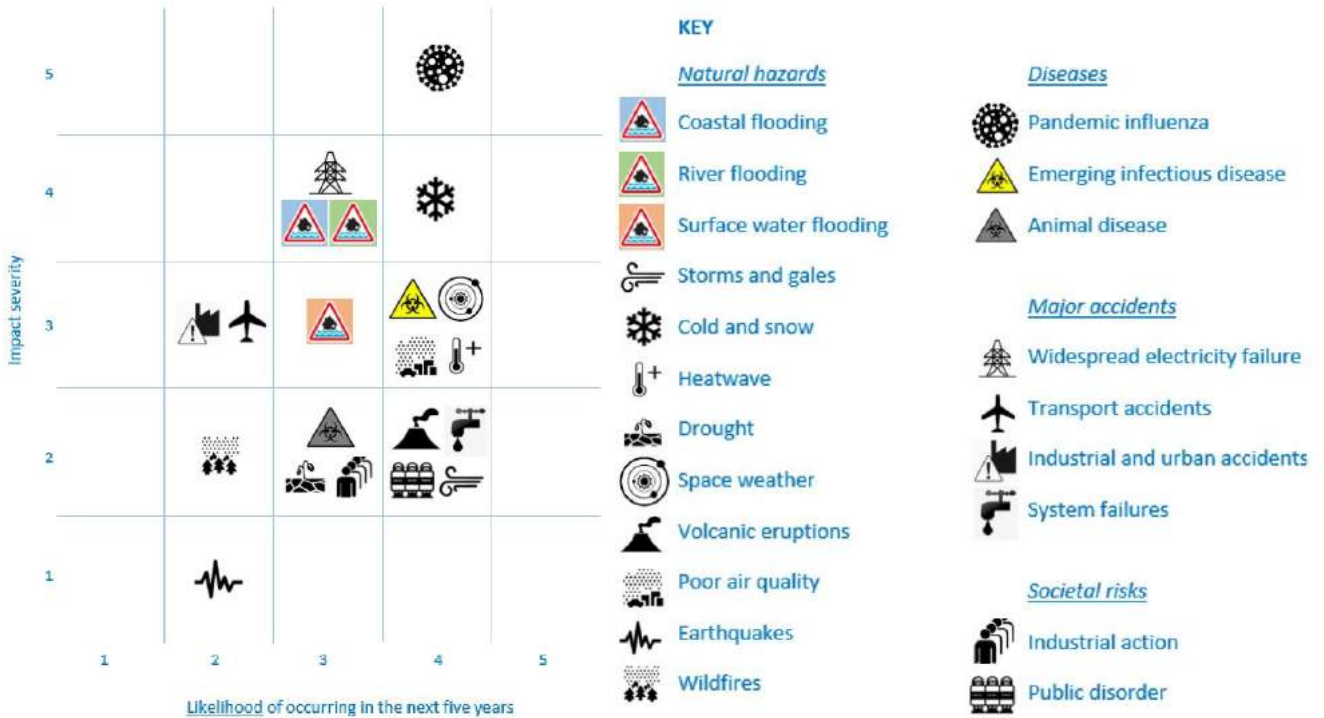 5
4
3
2
1
Impact severity
1 2 3 4 5
Likelihood of occurring in the next five years
KEY
Natural hazards
Coastal flooding
River flooding
Surface water flooding
Storms and gales
Cold and snow
Heatwave
Drought
Space weather
Volcanic eruptions
Poor air quality
Earthquakes
Wildfires
Diseases
Pandemic influenza
Emerging infectious disease
Animal disease
Major accidents
Widespread electricity failure
Transport accidents
Industrial and urban accidents
System failures
Societal risks
Industrial action
Public disorder